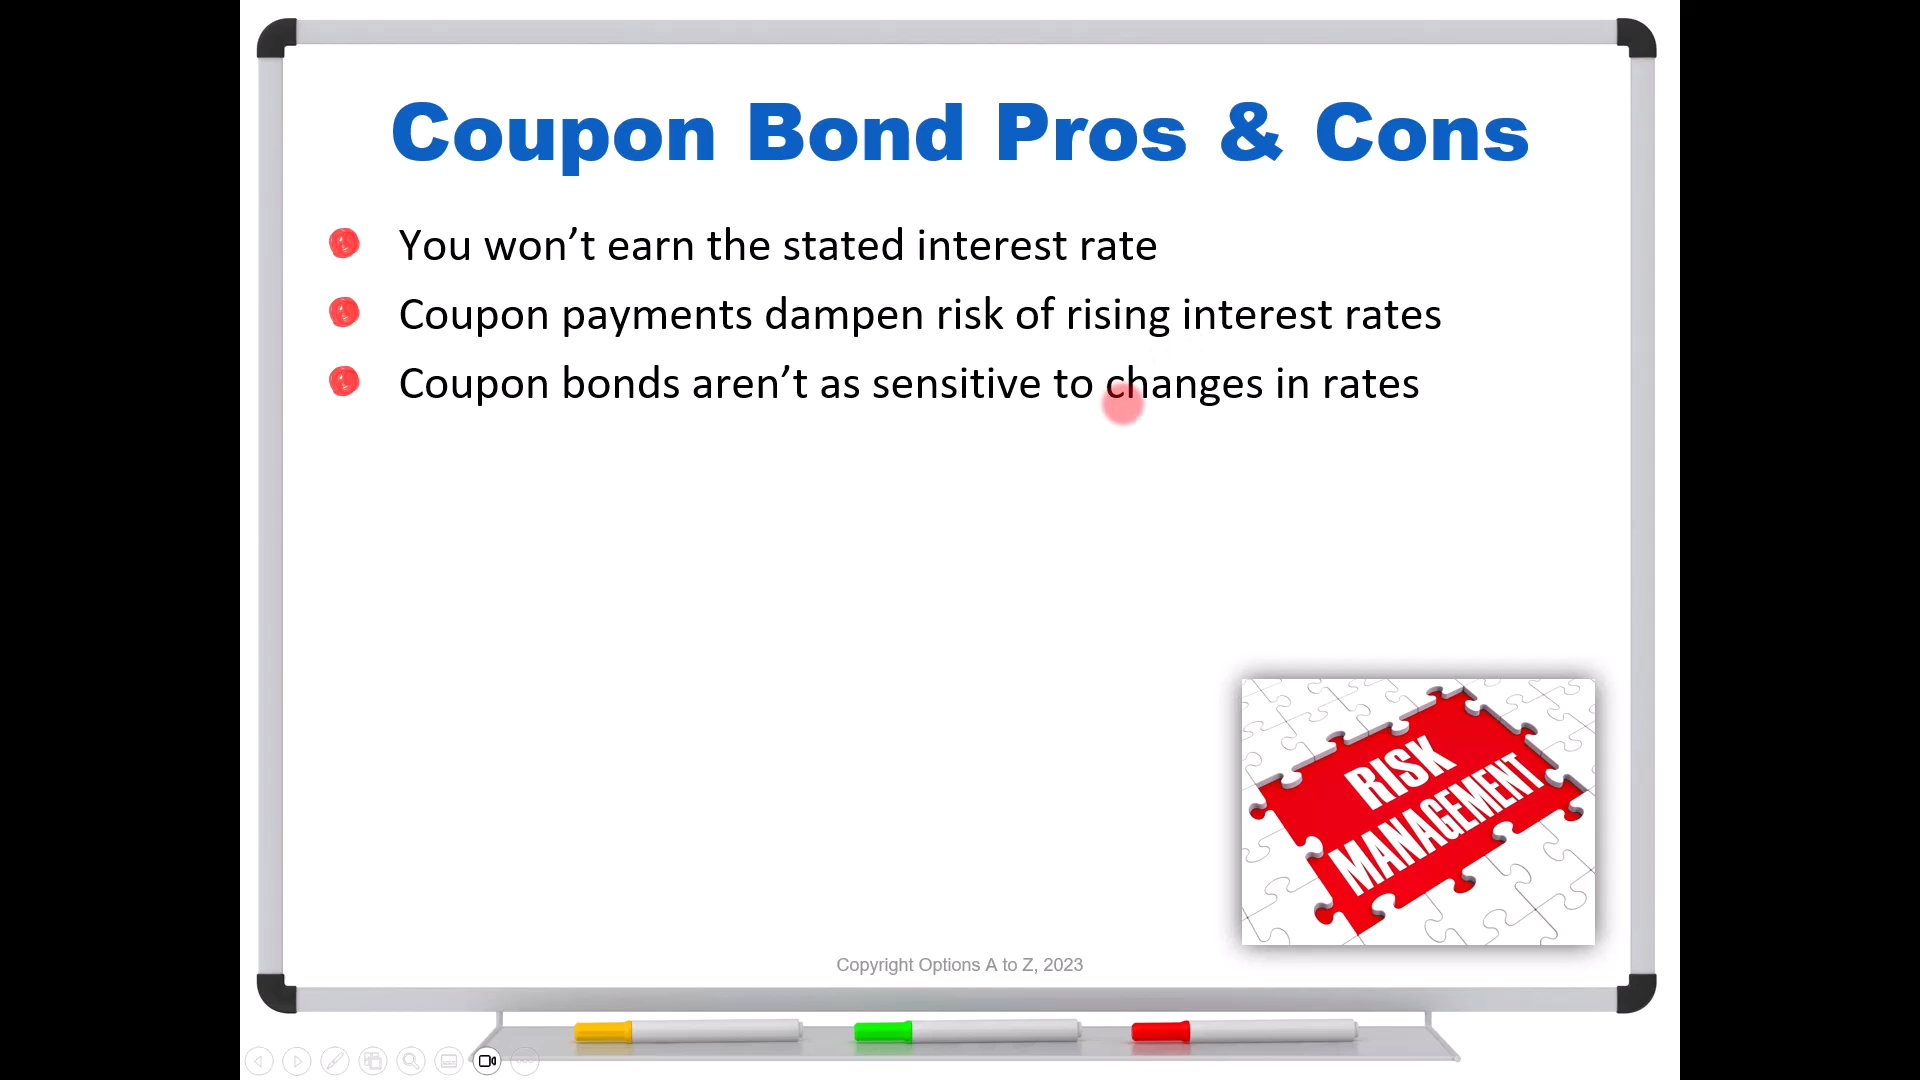 Coupon Bond Pros & Cons
You won’t earn the stated interest rate
Coupon payments dampen risk of rising interest rates
Coupon bonds aren’t as sensitive to changes in rates
RISK
MANAGEMENT
Copyright Options A to Z, 2023